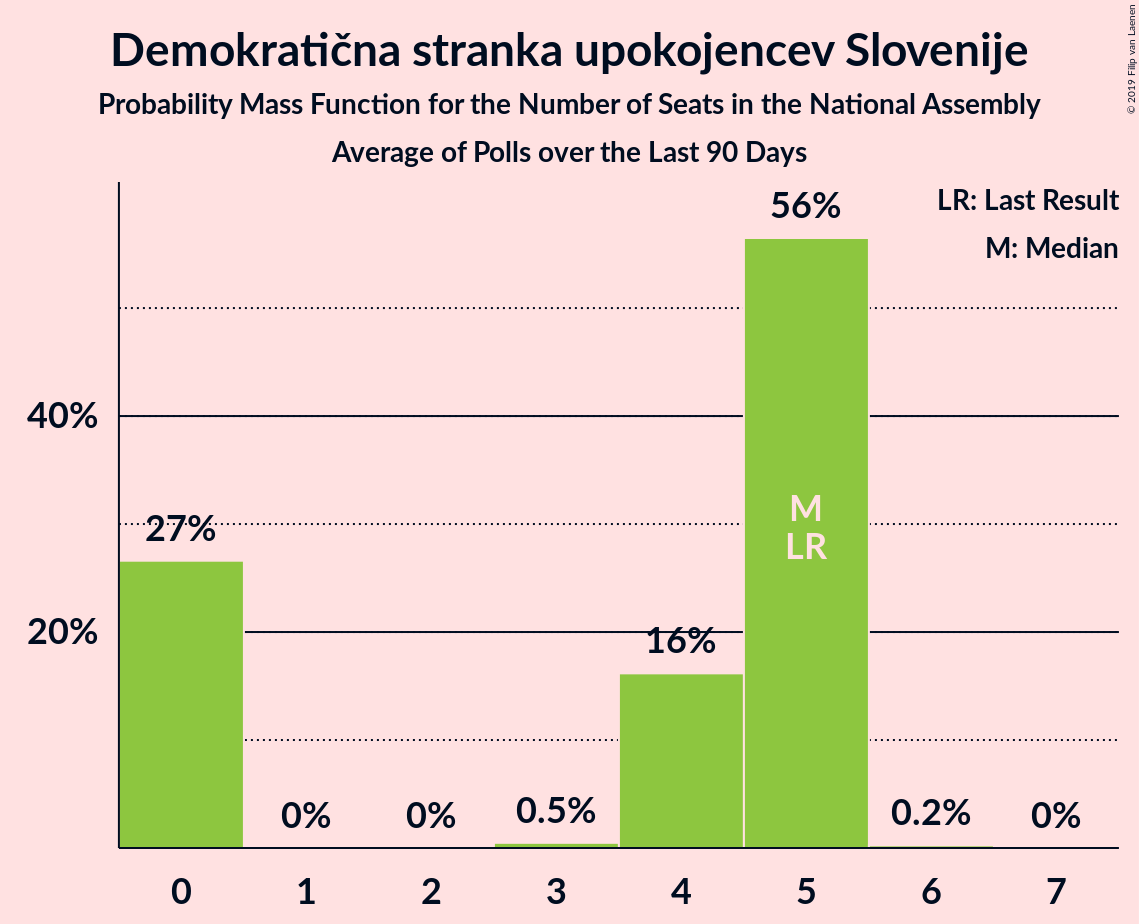 Demokratična stranka upokojencev Slovenije
Probability Mass Function for the Number of Seats in the National Assembly
Average of Polls over the Last 90 Days
© 2019 Filip van Laenen
LR: Last Result
M: Median
56%
40%
27%
M
LR
20%
16%
0%
0%
0.5%
0.2%
0%
0 1 2 3 4 5 6 7